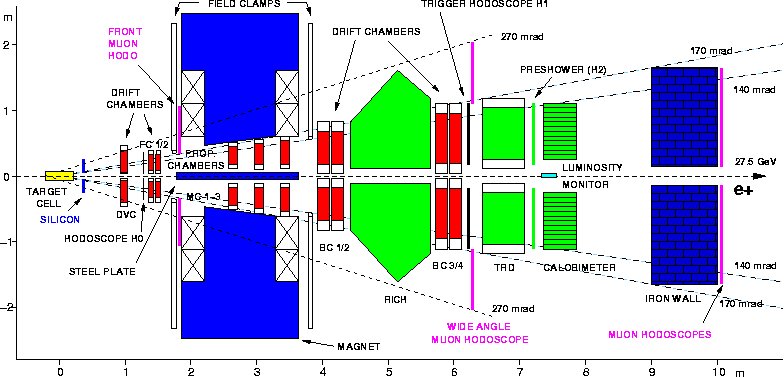 m
FIELD CLAMPS
TRIGGER HODOSCOPE H1
FRONT
MUON
HODO
DRIFT CHAMBERS
270 mrad
170 mrad
2
PRESHOWER (H2)
140 mrad
DRIFT
CHAMBERS
1
FC 1/2
PROP.
CHAMBERS
27.5 GeV
LUMINOSITY
0
TARGET
CELL
MONITOR
e+
SILICON
DVC
MC 1-3
HODOSCOPE H0
−1
BC 1/2
BC 3/4
TRD
CALORIMETER
140 mrad
STEEL PLATE
RICH
IRON WALL
170 mrad
−2
270 mrad
WIDE ANGLE
MUON HODOSCOPE
MUON HODOSCOPES
MAGNET
0 1 2 3 4 5 6 7 8 9 10 m